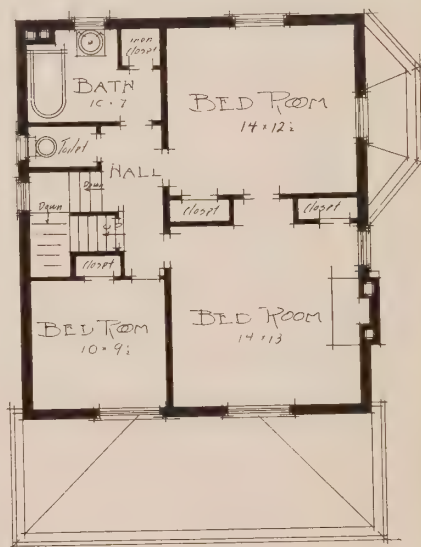 Linen
Closet
BATH
10 × 7
BED ROOM
14 × 12½
Toilet
HALL
Down
Down
Closet
Closet
Up
Closet
BED ROOM
10 × 9½
BED ROOM
14 × 13